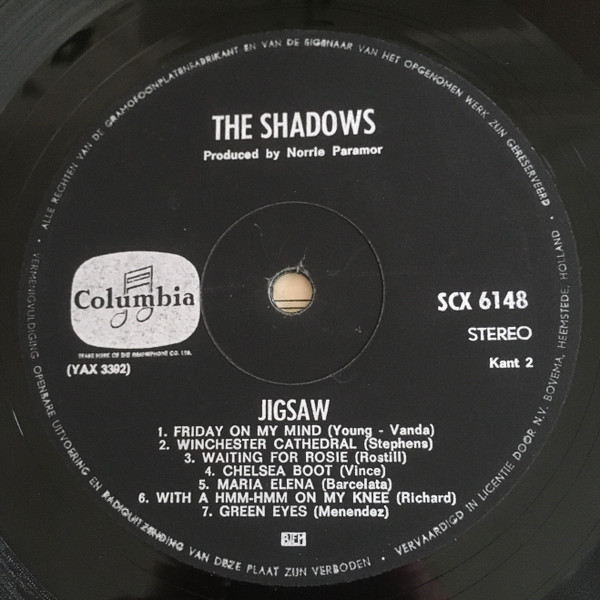 · ALLE RECHTEN VAN DE GRAMOFOONPLATENFABRIKANT EN VAN DE EIGENAAR VAN HET OPGENOMEN WERK ZIJN GERESERVEERD ·
THE SHADOWS
Produced by Norrie Paramor
Columbia
TRADE MARK OF THE GRAMOPHONE CO. LTD.
(YAX 3392)
SCX 6148
STEREO
Kant 2
JIGSAW
1. FRIDAY ON MY MIND (Young - Vanda)
2. WINCHESTER CATHEDRAL (Stephens)
3. WAITING FOR ROSIE (Rostill)
4. CHELSEA BOOT (Vince)
5. MARIA ELENA (Barcelata)
6. WITH A HMM-HMM ON MY KNEE (Richard)
7. GREEN EYES (Menendez)
VERMENIGVULDIGING OPENBARE UITVOERING EN RADIOUITZENDING VAN DEZE PLAAT ZIJN VERBODEN ·
VERVAARDIGD IN LICENTIE DOOR N.V. BOVEMA, HEEMSTEDE, HOLLAND